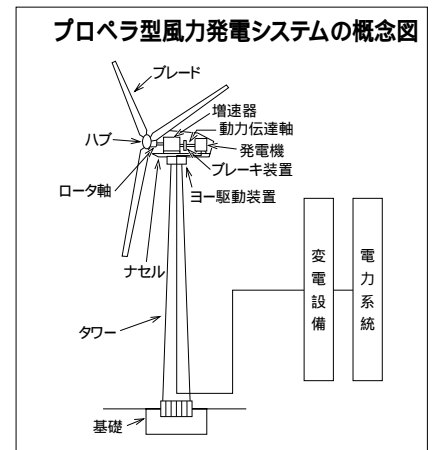 プロペラ型風力発電システムの概念図
ブレード
増速器
動力伝達軸
発電機
ハブ
ブレーキ装置
ロータ軸
ヨー駆動装置
ナセル
変電設備
電力系統
タワー
基礎